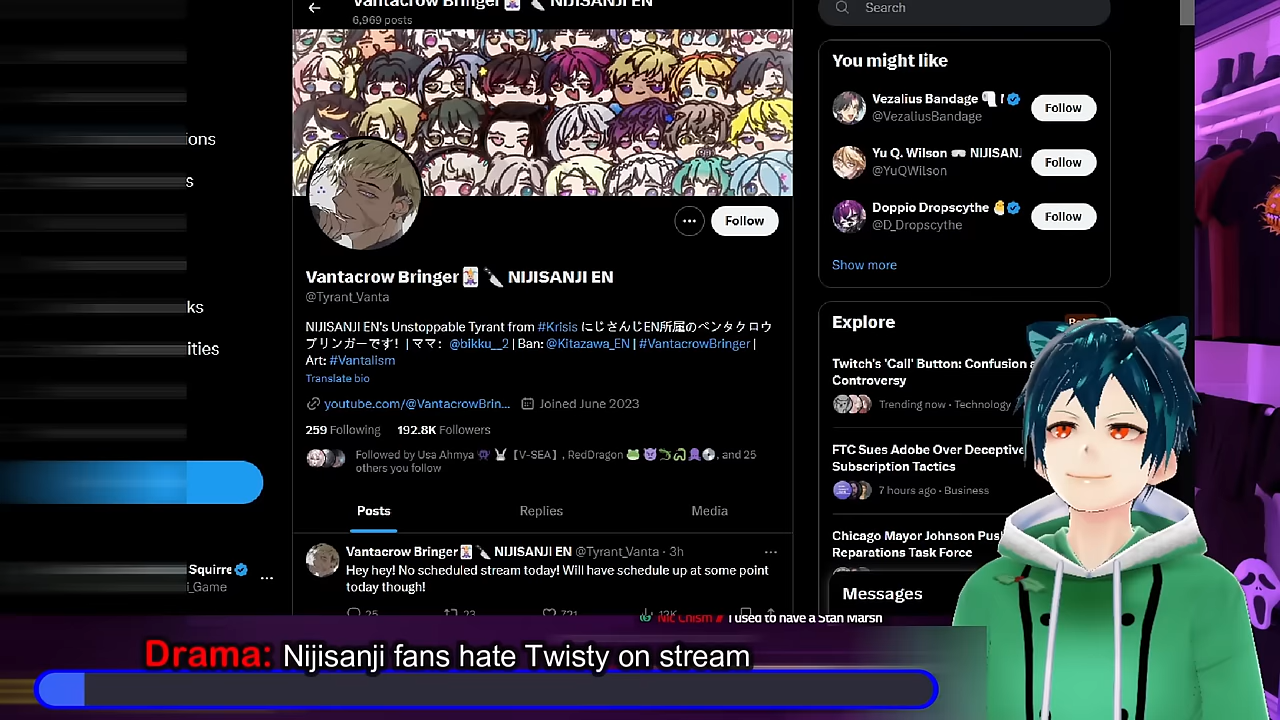 Vantacrow Bringer🃏 🔪 NIJISANJI EN
6,969 posts
Search
ions
s
ks
ities
Squirre
i_Game
Follow
Vantacrow Bringer🃏 🔪 NIJISANJI EN
@Tyrant_Vanta
NIJISANJI EN's Unstoppable Tyrant from #Krisis にじさんじEN所属のベンタクロウ
ブリンガーです! | ママ: @bikku__2 | Ban: @Kitazawa_EN | #VantacrowBringer |
Art: #Vantalism
Translate bio
youtube.com/@VantacrowBrin...
Joined June 2023
259 Following 192.8K Followers
Followed by Usa Ahmya 【V-SEA】, RedDragon , and 25
others you follow
Posts Replies Media
Vantacrow Bringer🃏 🔪 NIJISANJI EN @Tyrant_Vanta · 3h
Hey hey! No scheduled stream today! Will have schedule up at some point
today though!
25 23 721 12K
You might like
Vezalius Bandage
@VezaliusBandage
Follow
Yu Q. Wilson NIJISAN
@YuQWilson
Follow
Doppio Dropscythe
@D_Dropscythe
Follow
Show more
Explore
Twitch's 'Call' Button: Confusion a
Controversy
Trending now · Technology
FTC Sues Adobe Over Deceptive
Subscription Tactics
7 hours ago · Business
Chicago Mayor Johnson Pus
Reparations Task Force
Messages
I used to have a Stan Marsh
Drama: Nijisanji fans hate Twisty on stream